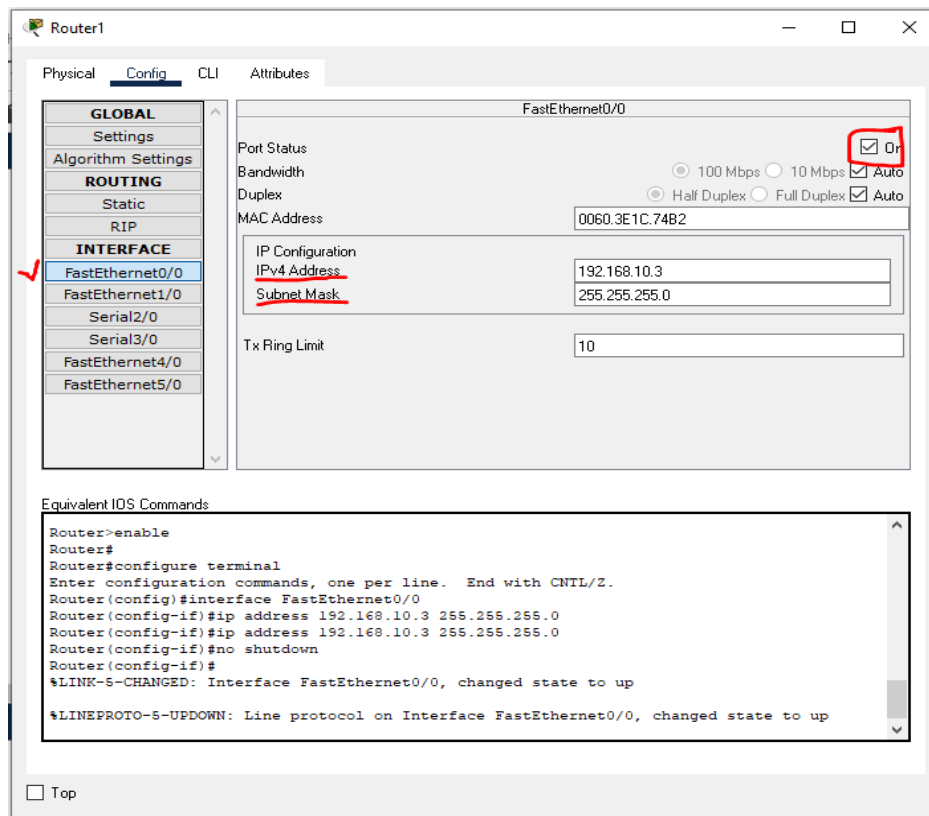 Router1
Physical Config CLI Attributes
GLOBAL
Settings
Algorithm Settings
ROUTING
Static
RIP
INTERFACE
FastEthernet0/0
FastEthernet1/0
Serial2/0
Serial3/0
FastEthernet4/0
FastEthernet5/0
FastEthernet0/0
Port Status On
Bandwidth 100 Mbps 10 Mbps Auto
Duplex Half Duplex Full Duplex Auto
MAC Address 0060.3E1C.74B2
IP Configuration
IPv4 Address 192.168.10.3
Subnet Mask 255.255.255.0
Tx Ring Limit 10
Equivalent IOS Commands
Router>enable
Router#
Router#configure terminal
Enter configuration commands, one per line. End with CNTL/Z.
Router(config)#interface FastEthernet0/0
Router(config-if)#ip address 192.168.10.3 255.255.255.0
Router(config-if)#ip address 192.168.10.3 255.255.255.0
Router(config-if)#no shutdown
Router(config-if)#
%LINK-5-CHANGED: Interface FastEthernet0/0, changed state to up
%LINEPROTO-5-UPDOWN: Line protocol on Interface FastEthernet0/0, changed state to up
Top